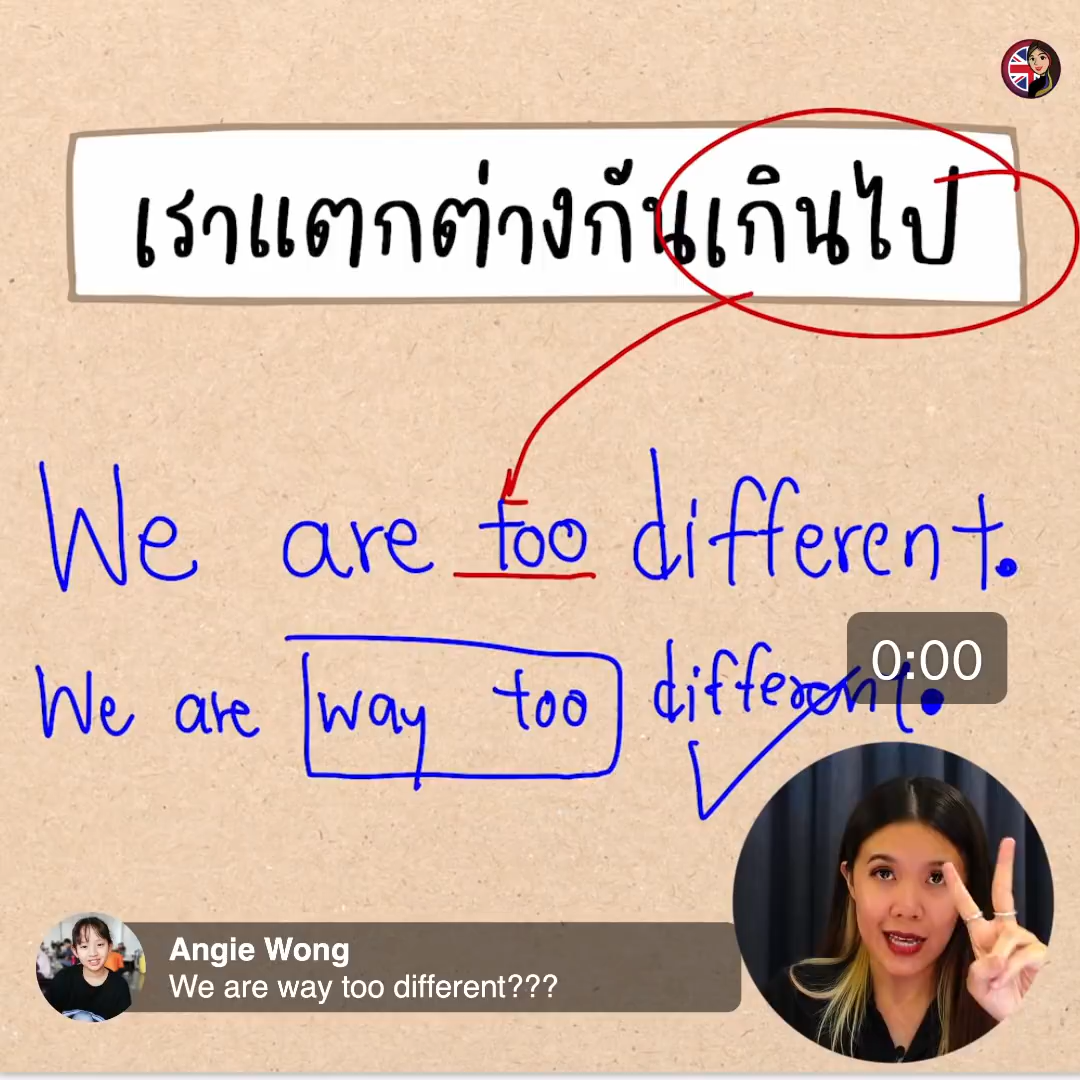 เราแตกต่างกันเกินไป
We are too different.
We are way too different.
0:00
Angie Wong
We are way too different???